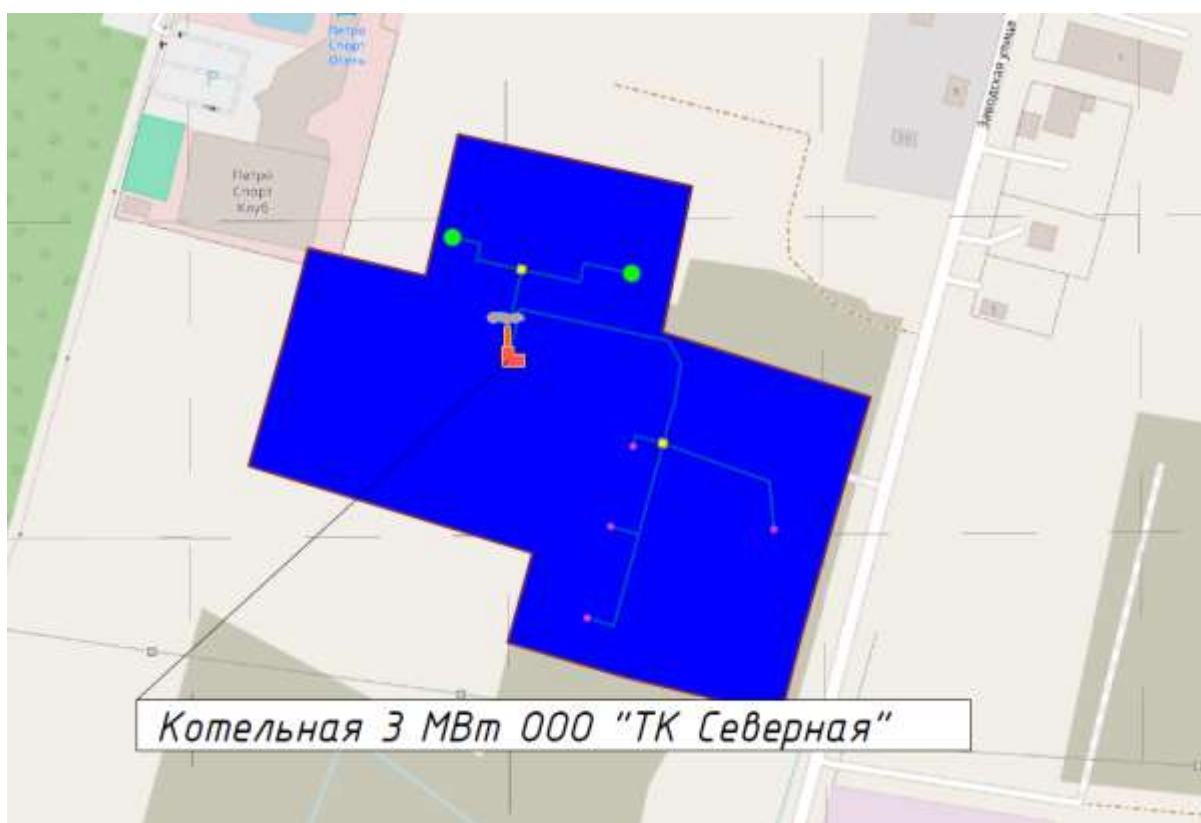 Петро
Спорт
Отель
P
Заводская улица
Петро
Спорт
Клуб
Котельная 3 МВт ООО "ТК Северная"